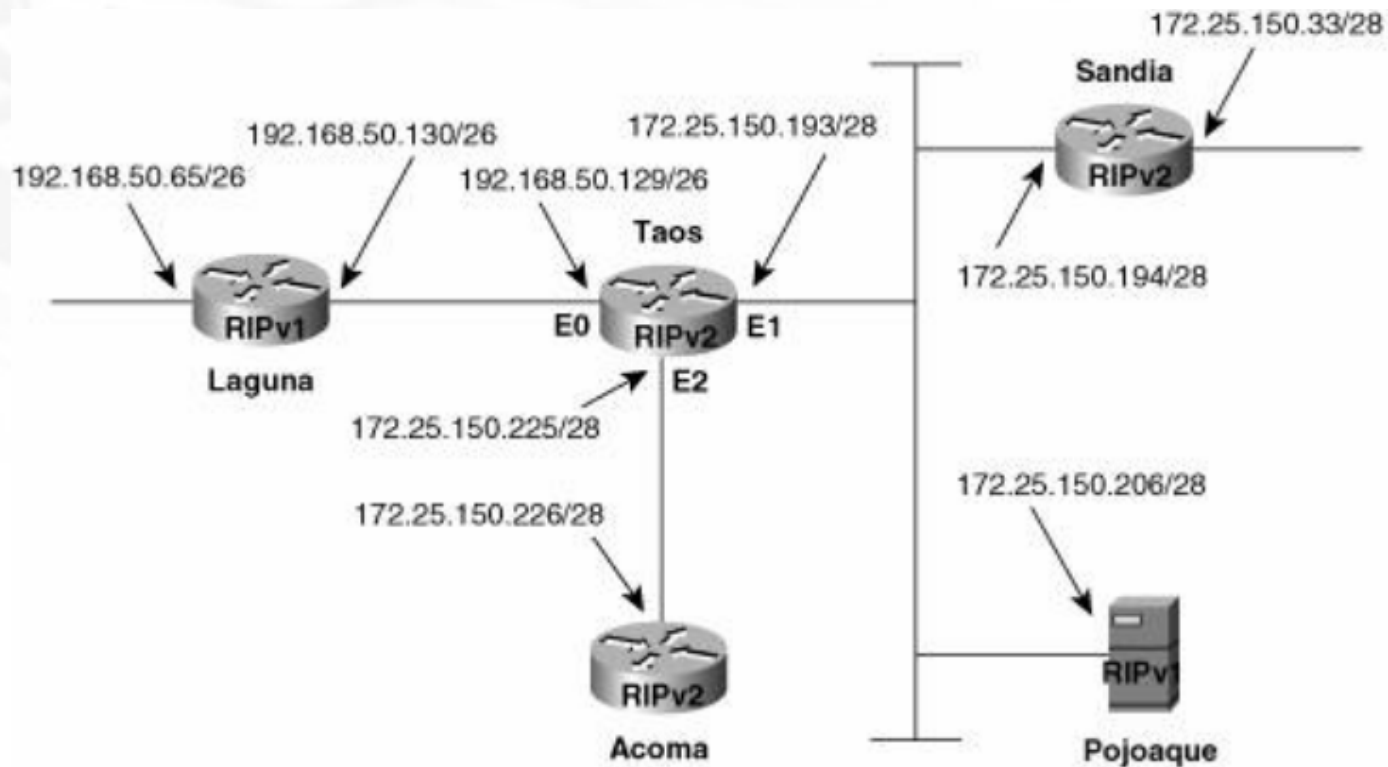 172.25.150.33/28
Sandia
192.168.50.130/26
172.25.150.193/28
192.168.50.65/26
192.168.50.129/26
RIPv2
Taos
172.25.150.194/28
RIPv1
E0
RIPv2
E1
Laguna
E2
172.25.150.225/28
172.25.150.206/28
172.25.150.226/28
RIPv2
RIPv1
Acoma
Pojoaque